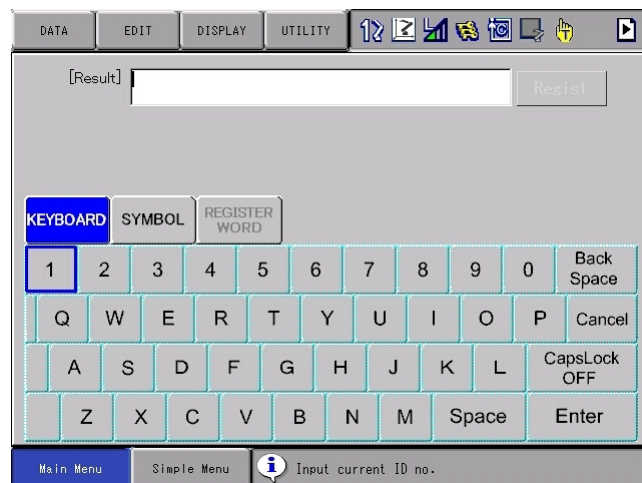 DATA EDIT DISPLAY UTILITY
[Result] Regist
KEYBOARD SYMBOL REGISTER WORD
1 2 3 4 5 6 7 8 9 0 Back Space
Q W E R T Y U I O P Cancel
A S D F G H J K L CapsLock OFF
Z X C V B N M Space Enter
Main Menu Simple Menu Input current ID no.